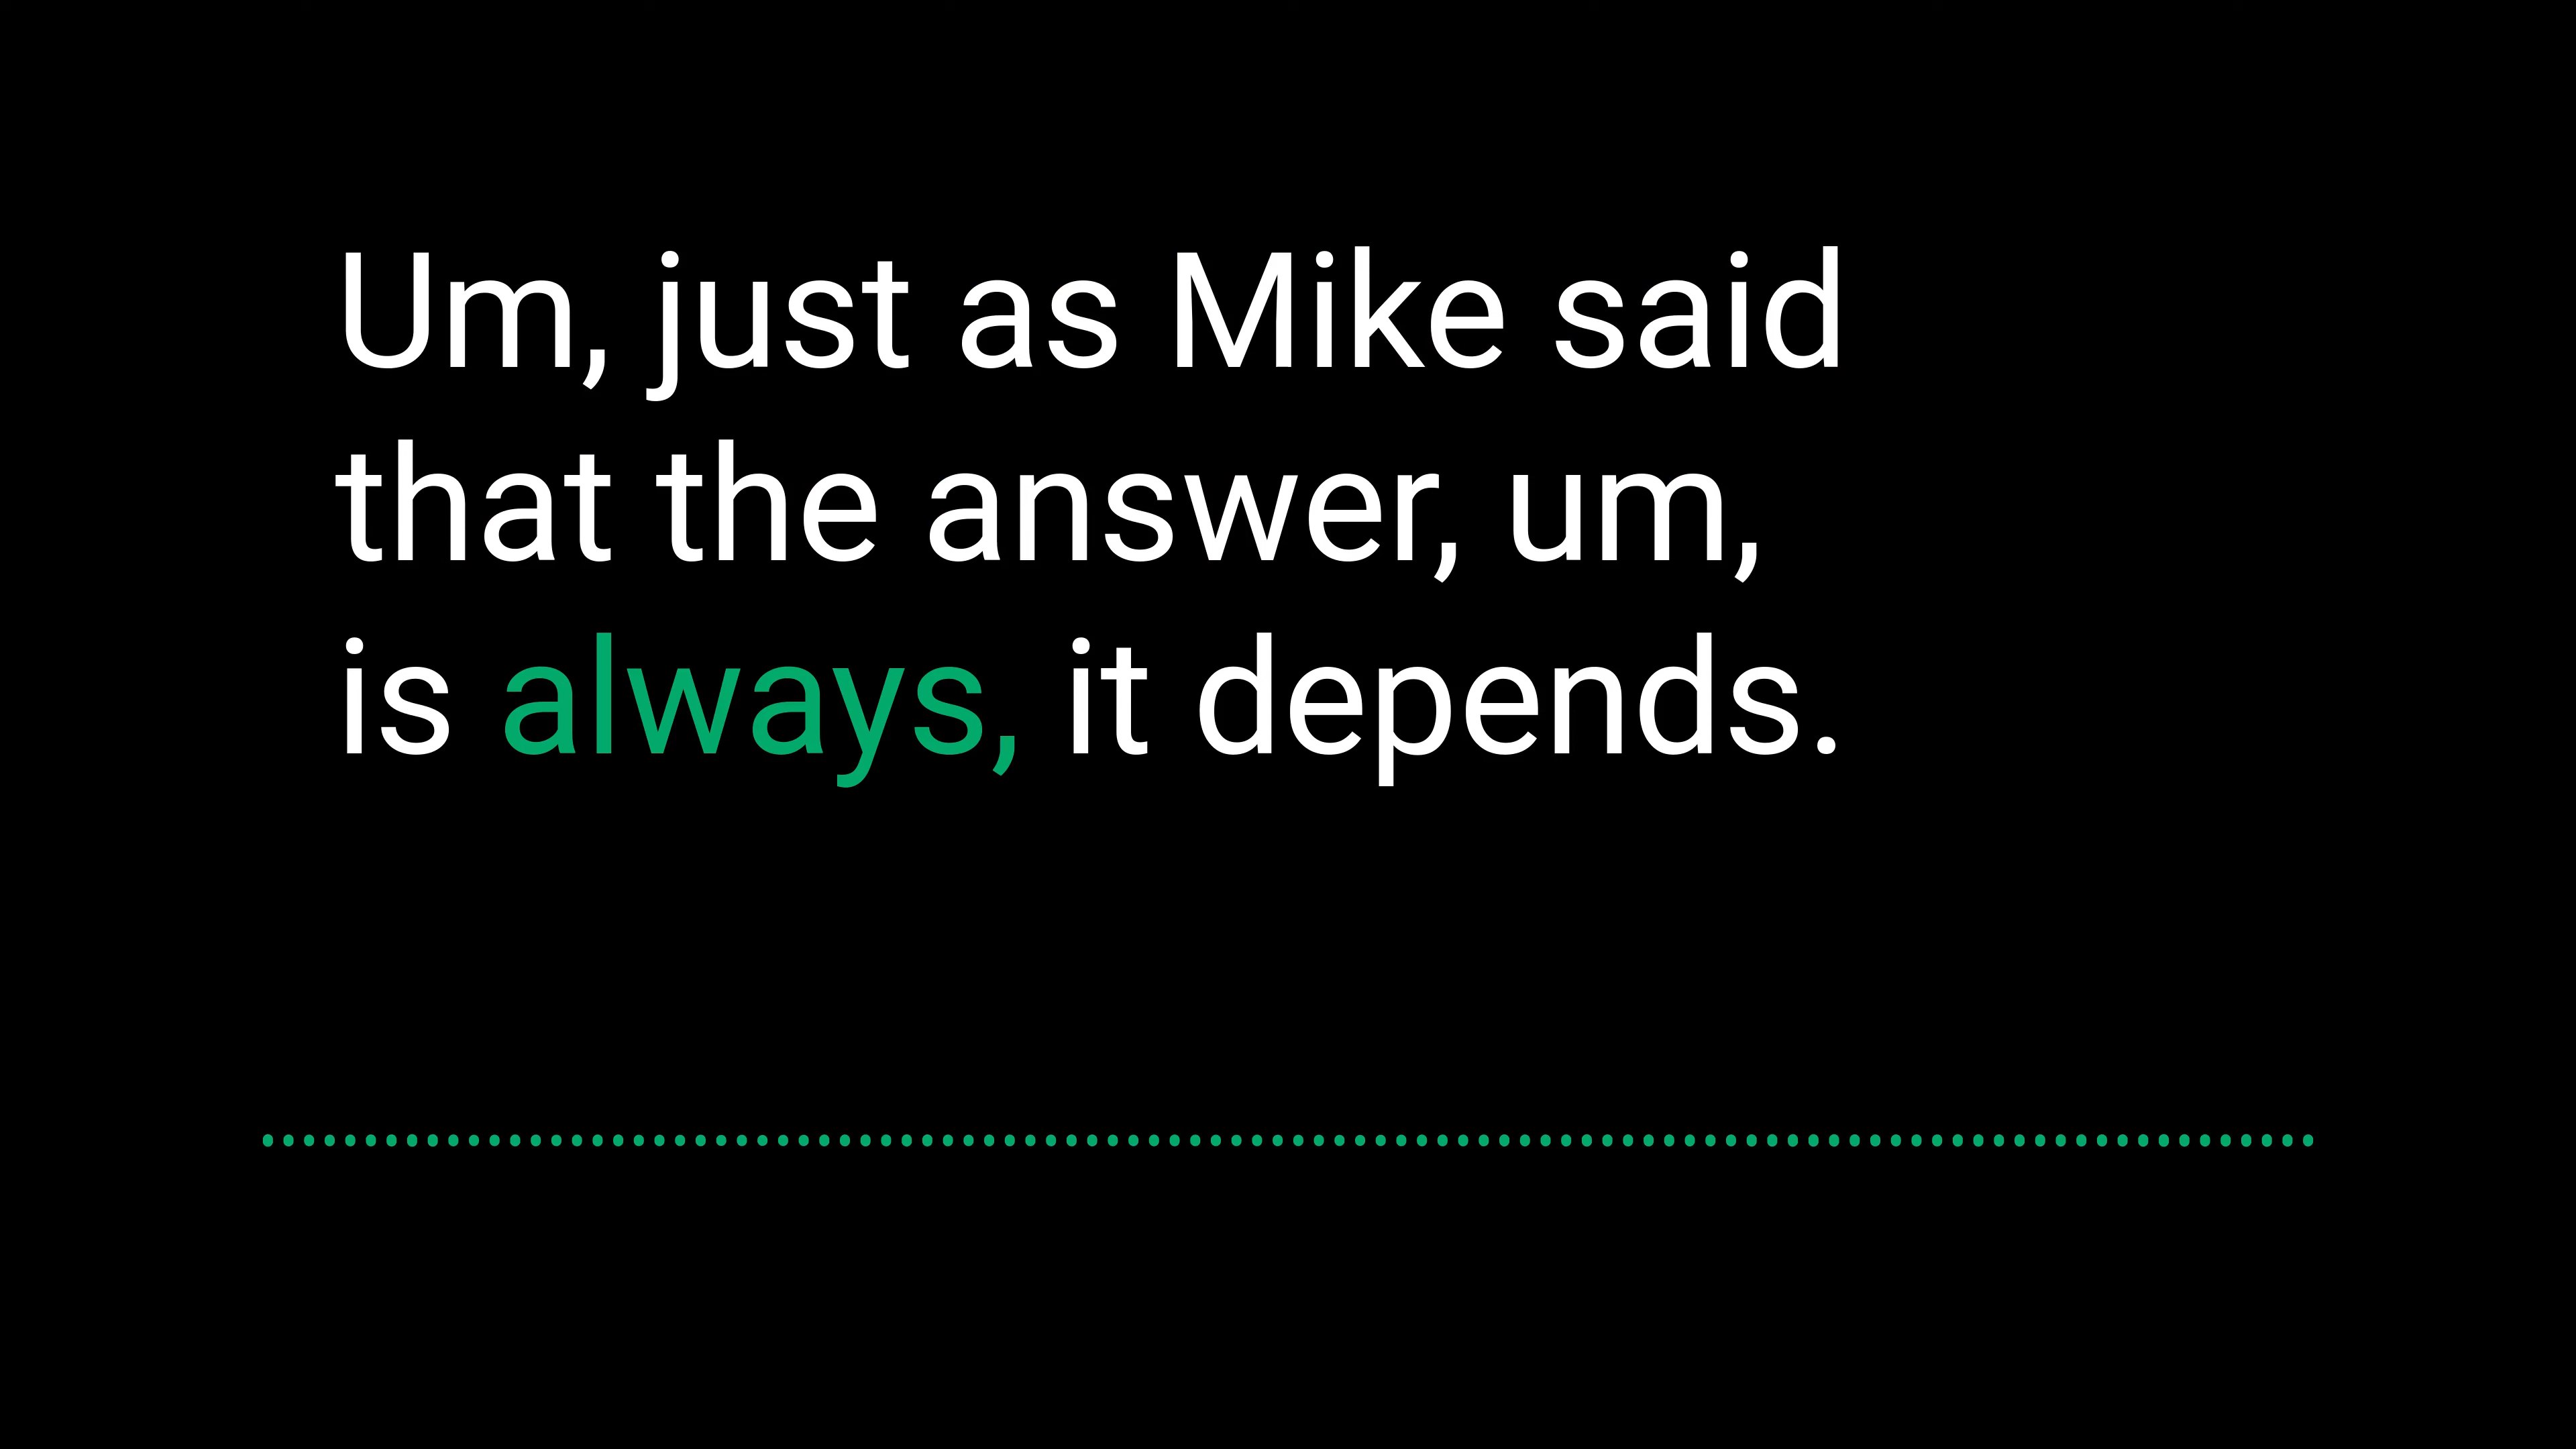 Um, just as Mike said
that the answer, um,
is always, it depends.